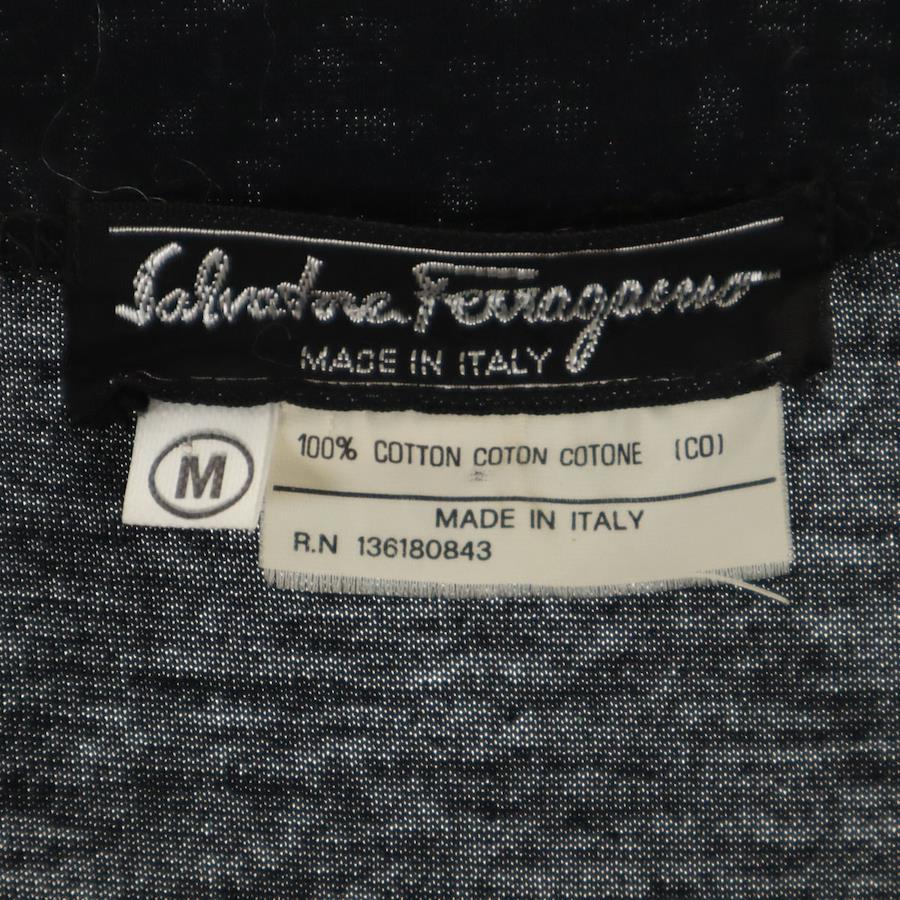 Salvatore Ferragamo
MADE IN ITALY
M
100% COTTON COTON COTONE (CO)
MADE IN ITALY
R.N 136180843